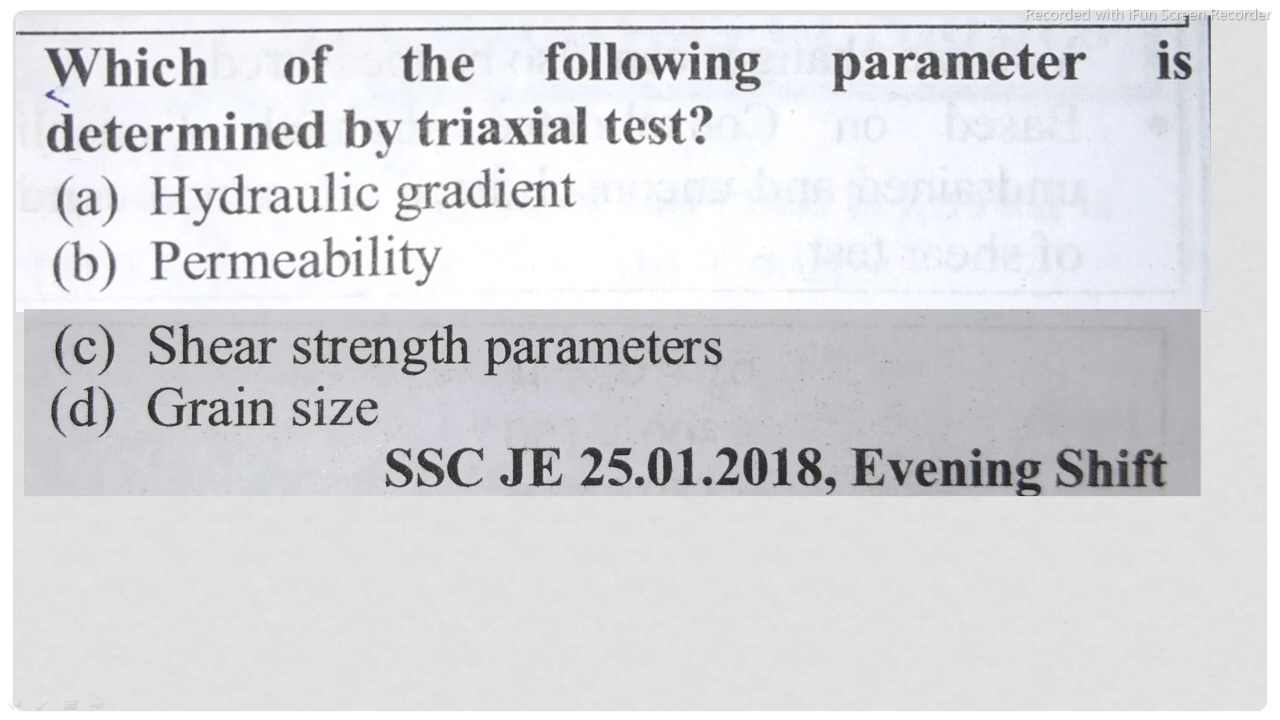 Recorded with iFun Screen Recorder
Which of the following parameter is
determined by triaxial test?
(a) Hydraulic gradient
(b) Permeability
(c) Shear strength parameters
(d) Grain size
SSC JE 25.01.2018, Evening Shift